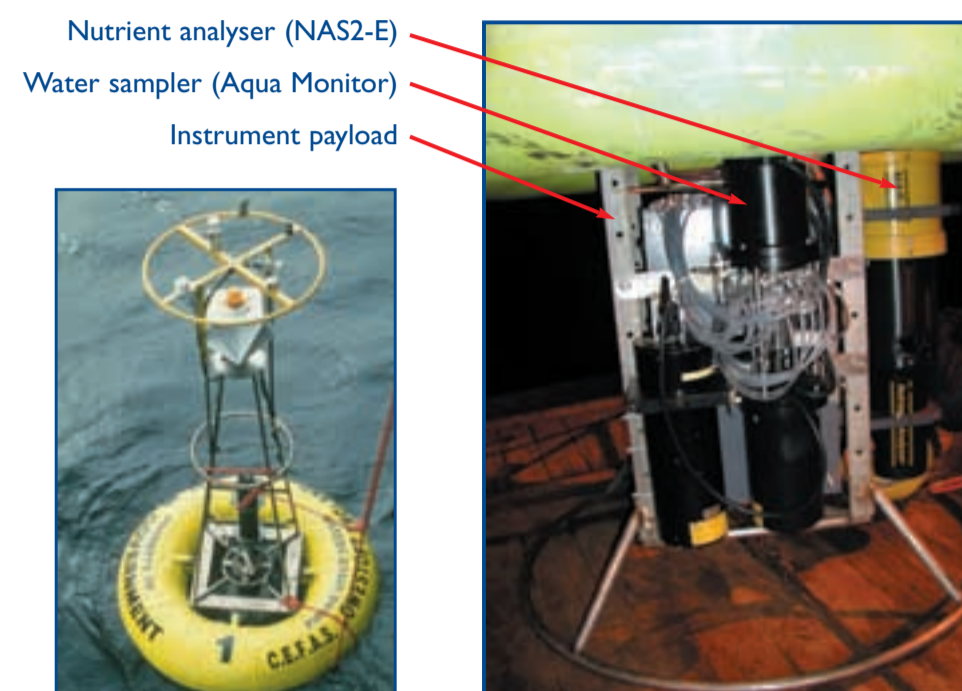 Nutrient analyser (NAS2-E)
Water sampler (Aqua Monitor)
Instrument payload
1
C.E.F.A.S. LOWESTOFT